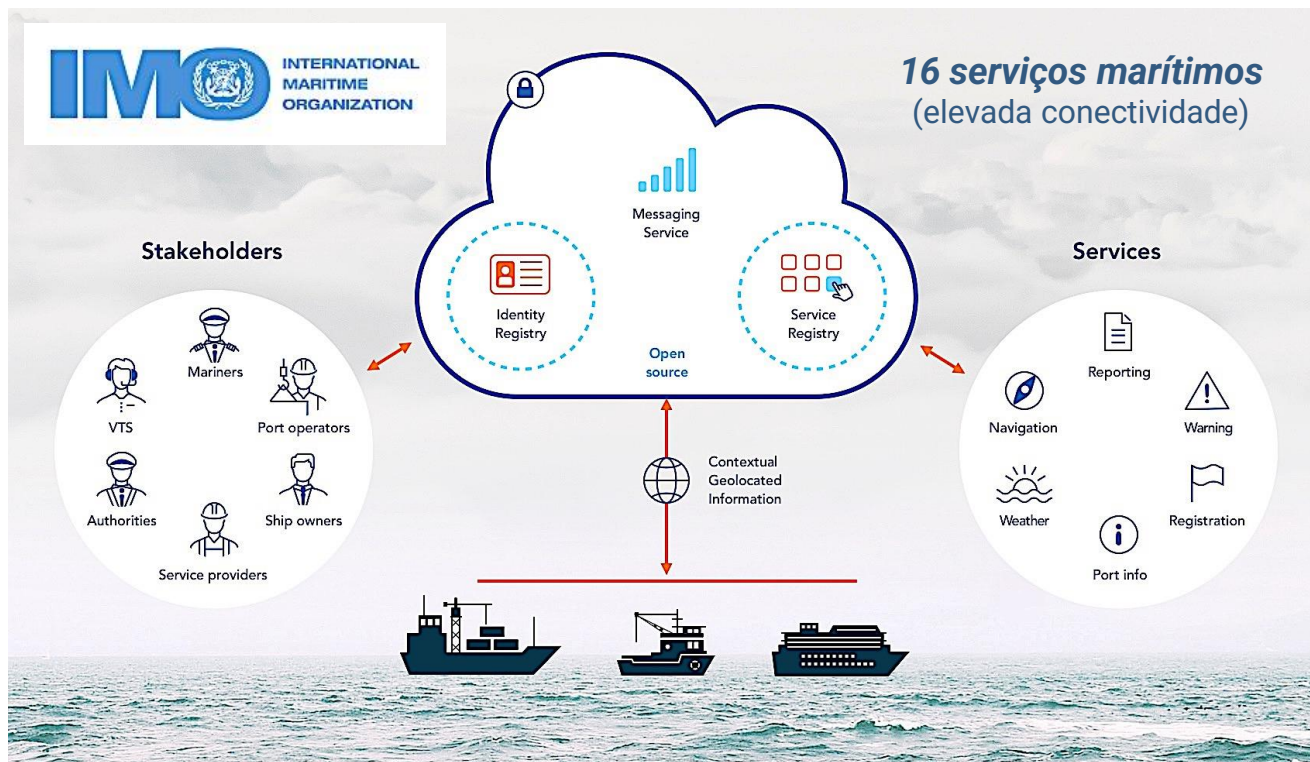 IMO
INTERNATIONAL
MARITIME
ORGANIZATION
16 serviços marítimos
(elevada conectividade)
Messaging
Service
Identity
Registry
Service
Registry
Open
source
Stakeholders
Mariners
VTS
Port operators
Authorities
Ship owners
Service providers
Contextual
Geolocated
Information
Services
Reporting
Navigation
Warning
Weather
Registration
Port info